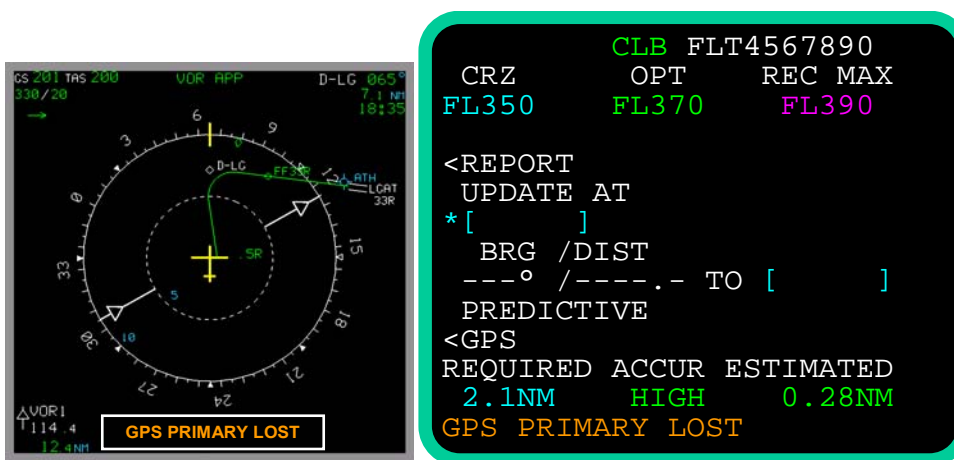 GS 201 TAS 200 VOR APP D-LG 065°
330/20 7.1 NM
18:35
6
3 9
D-LG
FF33R
12
ATH
LGAT
33R
0
15
.5R
33
5
18
30
10
27 21
24
VOR1
114.4
12.4 NM
GPS PRIMARY LOST
CLB FLT4567890
CRZ OPT REC MAX
FL350 FL370 FL390
<REPORT
UPDATE AT
*[ ]
BRG /DIST
---° /----.- TO [ ]
PREDICTIVE
<GPS
REQUIRED ACCUR ESTIMATED
2.1NM HIGH 0.28NM
GPS PRIMARY LOST